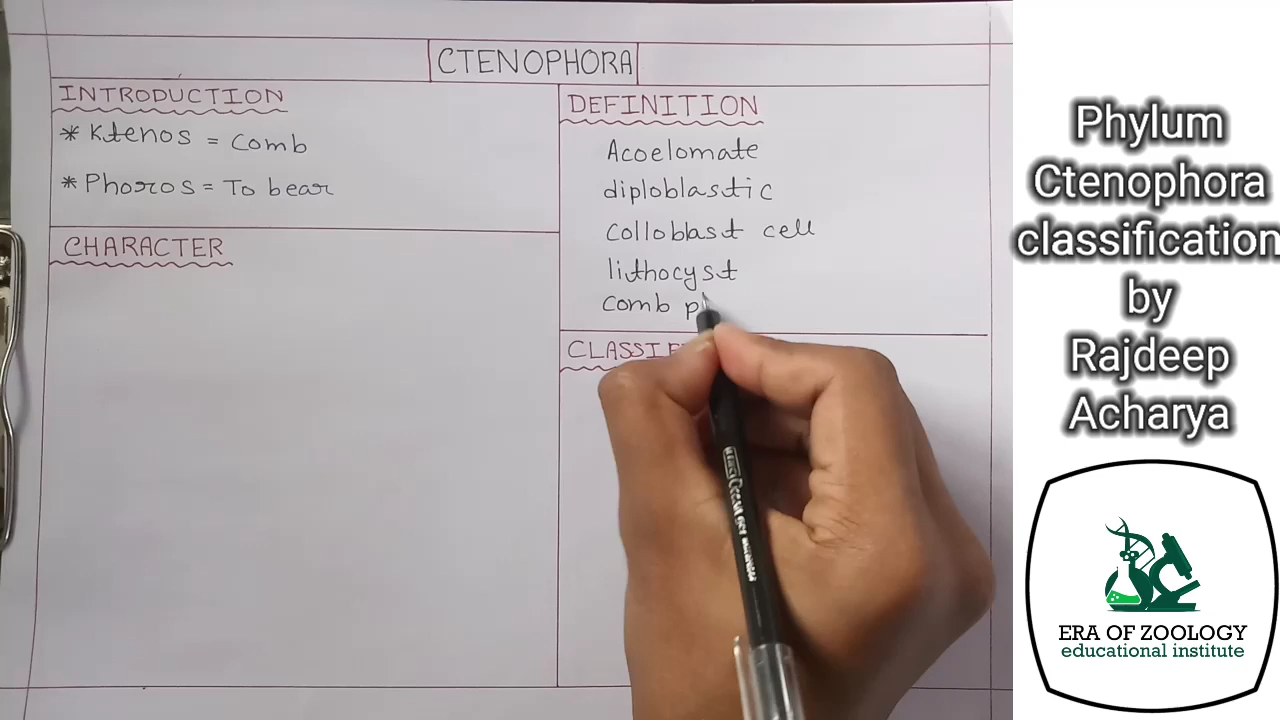 CTENOPHORA
INTRODUCTION
* Ktenos = Comb
* Phoros = To bear
CHARACTER
DEFINITION
Acoelomate
diploblastic
Colloblast cell
lithocyst
comb p
CLASSIF
Phylum
Ctenophora
classification
by
Rajdeep
Acharya
ERA OF ZOOLOGY
educational institute